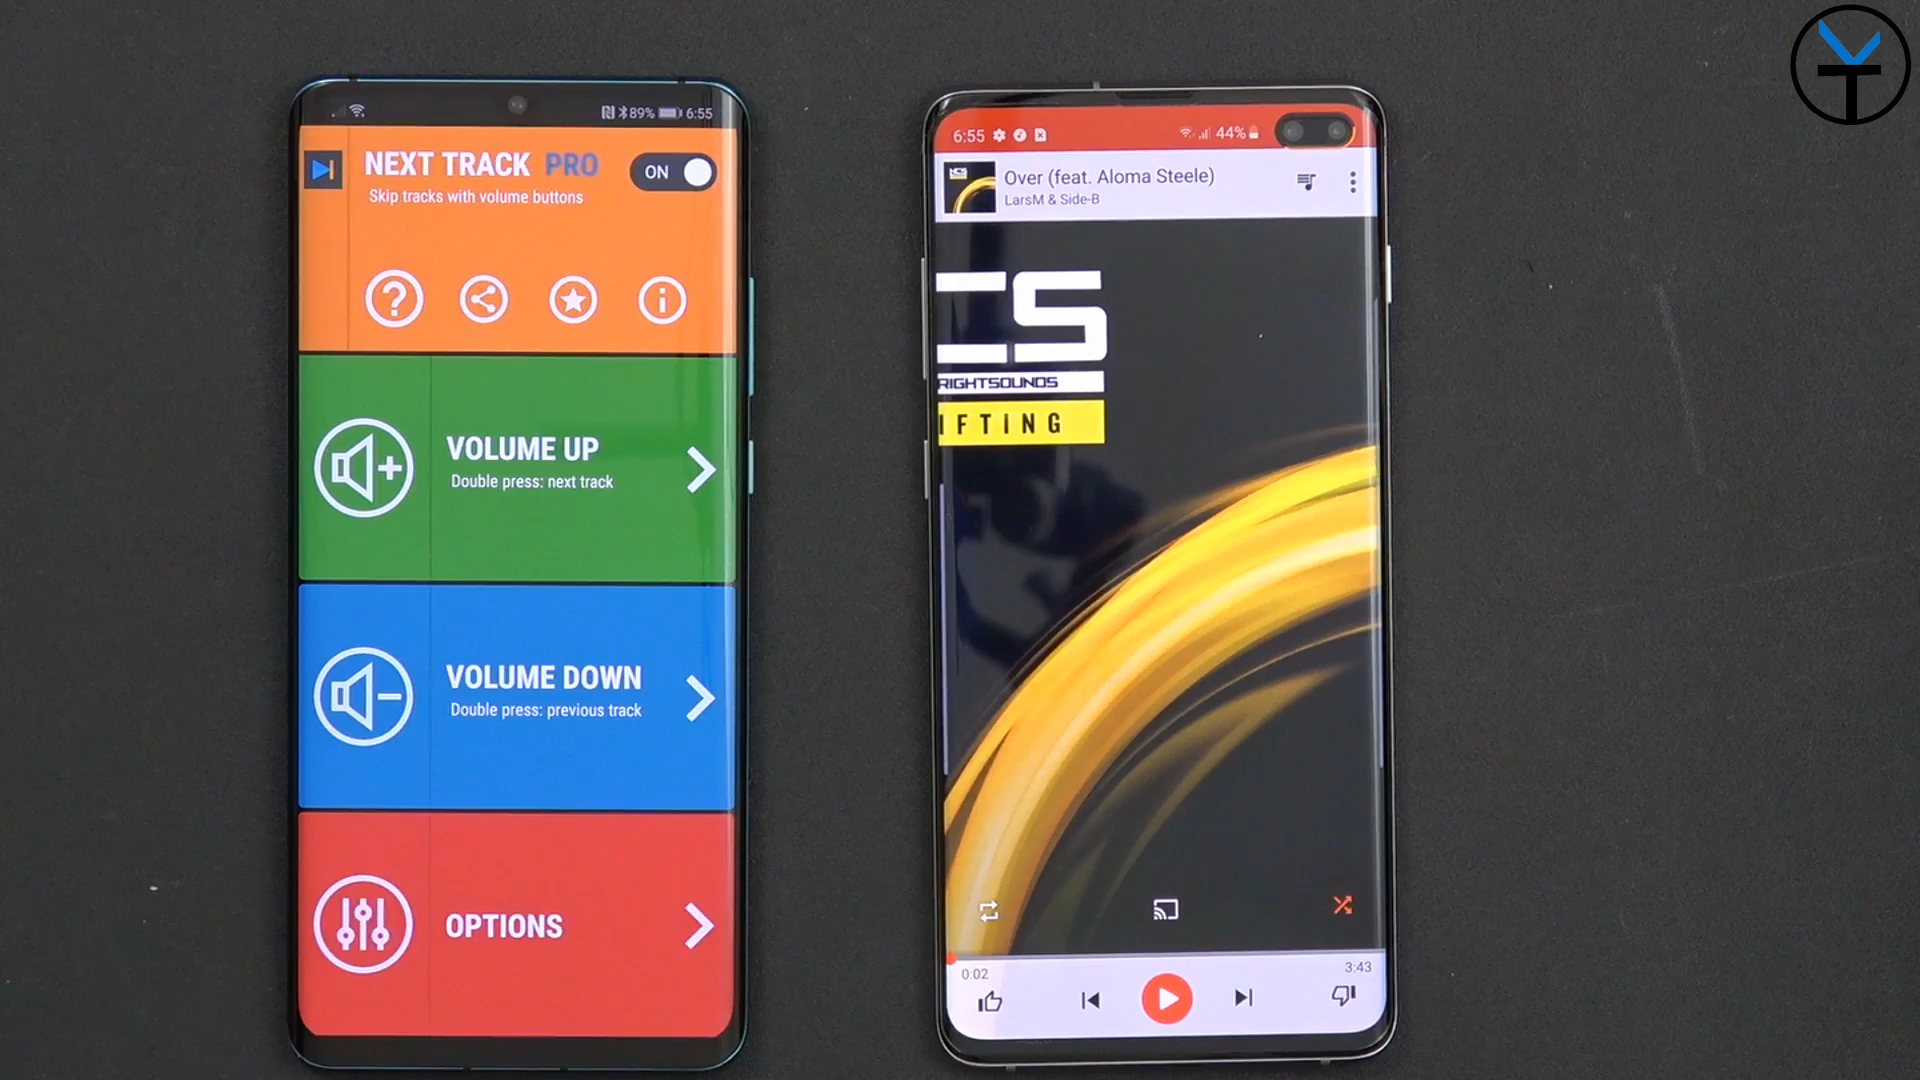 89% 6:55
NEXT TRACK PRO
ON
Skip tracks with volume buttons
VOLUME UP
Double press: next track
VOLUME DOWN
Double press: previous track
OPTIONS
6:55 44%
Over (feat. Aloma Steele)
LarsM & Side-B
CS
RIGHTSOUNDS
IFTING
0:02 3:43
YT